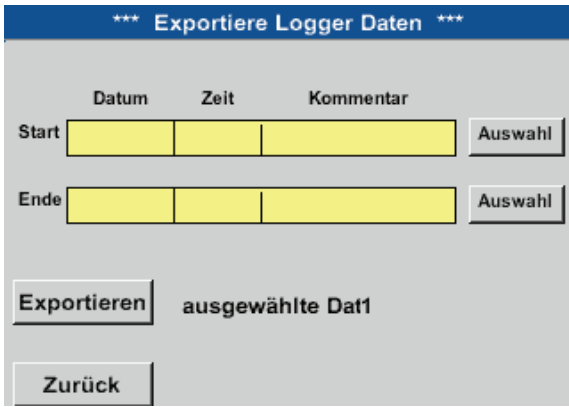 *** Exportiere Logger Daten ***
Datum Zeit Kommentar
Start Auswahl
Ende Auswahl
Exportieren ausgewählte Dat1
Zurück